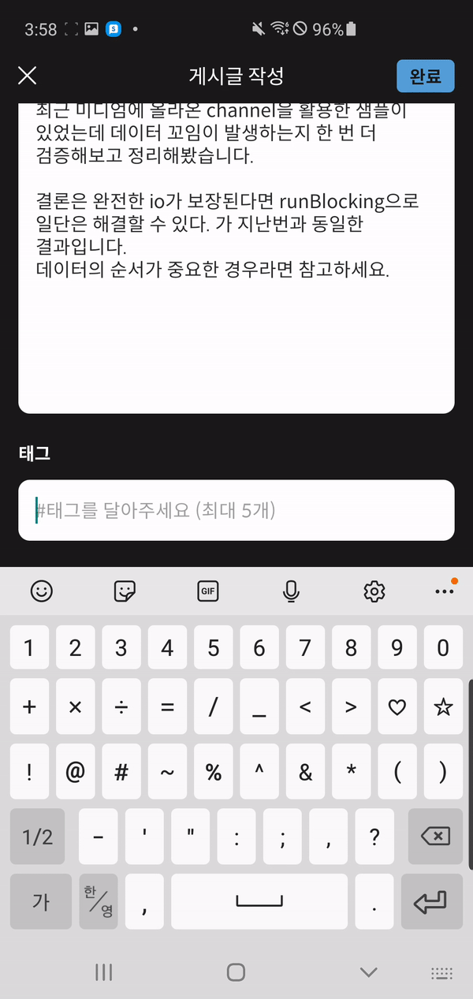 3:58
96%
게시글 작성
완료
최근 미디엄에 올라온 channel을 활용한 샘플이
있었는데 데이터 꼬임이 발생하는지 한 번 더
검증해보고 정리해봤습니다.
결론은 완전한 io가 보장된다면 runBlocking으로
일단은 해결할 수 있다. 가 지난번과 동일한
결과입니다.
데이터의 순서가 중요한 경우라면 참고하세요.
태그
#태그를 달아주세요 (최대 5개)
GIF
1 2 3 4 5 6 7 8 9 0
+ × ÷ = / _ < > ♡ ☆
! @ # ~ % ^ & * ( )
1/2 - ' " : ; , ?
가 한/영 , .